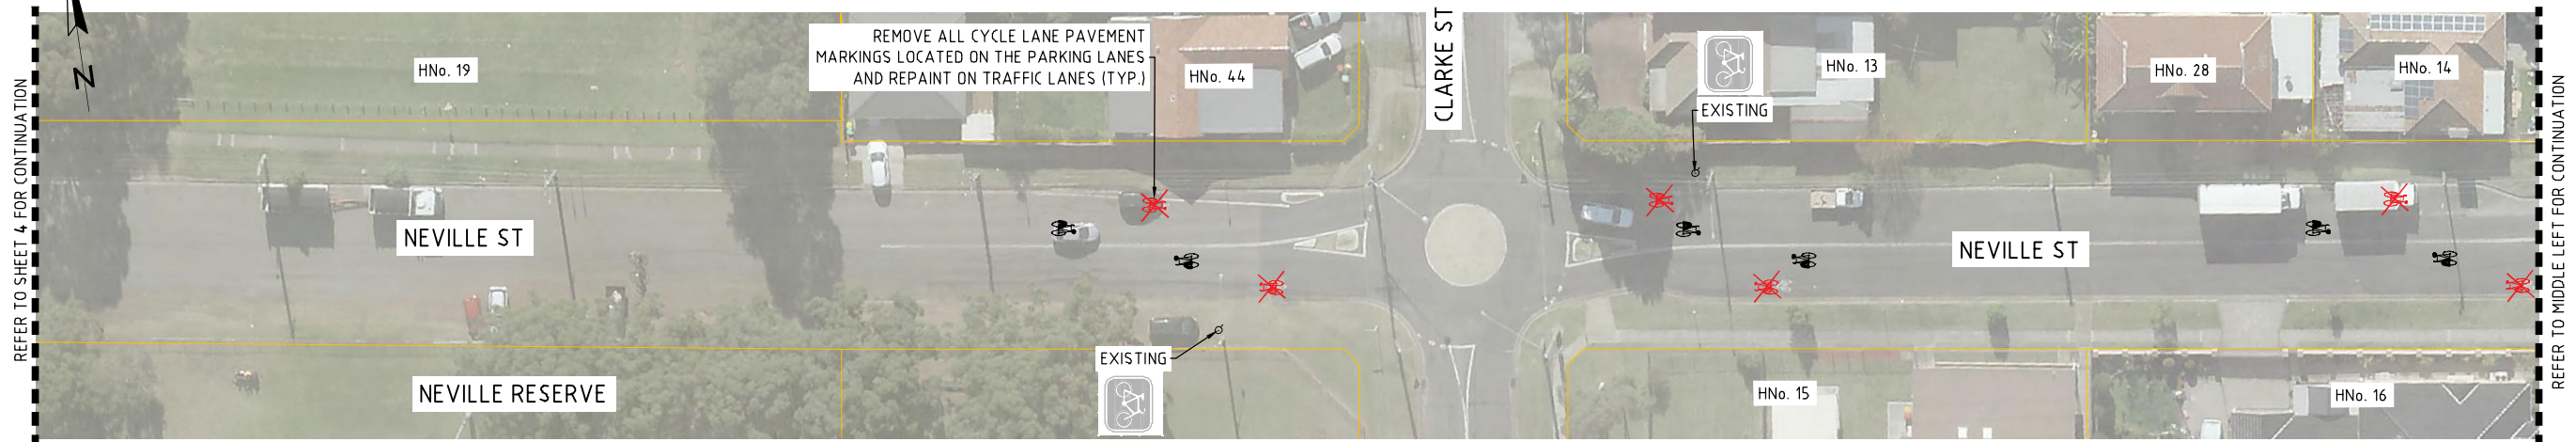 REFER TO SHEET 4 FOR CONTINUATION
N
HNo. 19
REMOVE ALL CYCLE LANE PAVEMENT
MARKINGS LOCATED ON THE PARKING LANES
AND REPAINT ON TRAFFIC LANES (TYP.)
HNo. 44
CLARKE ST
EXISTING
HNo. 13
HNo. 28
HNo. 14
NEVILLE ST
NEVILLE ST
EXISTING
NEVILLE RESERVE
HNo. 15
HNo. 16
REFER TO MIDDLE LEFT FOR CONTINUATION